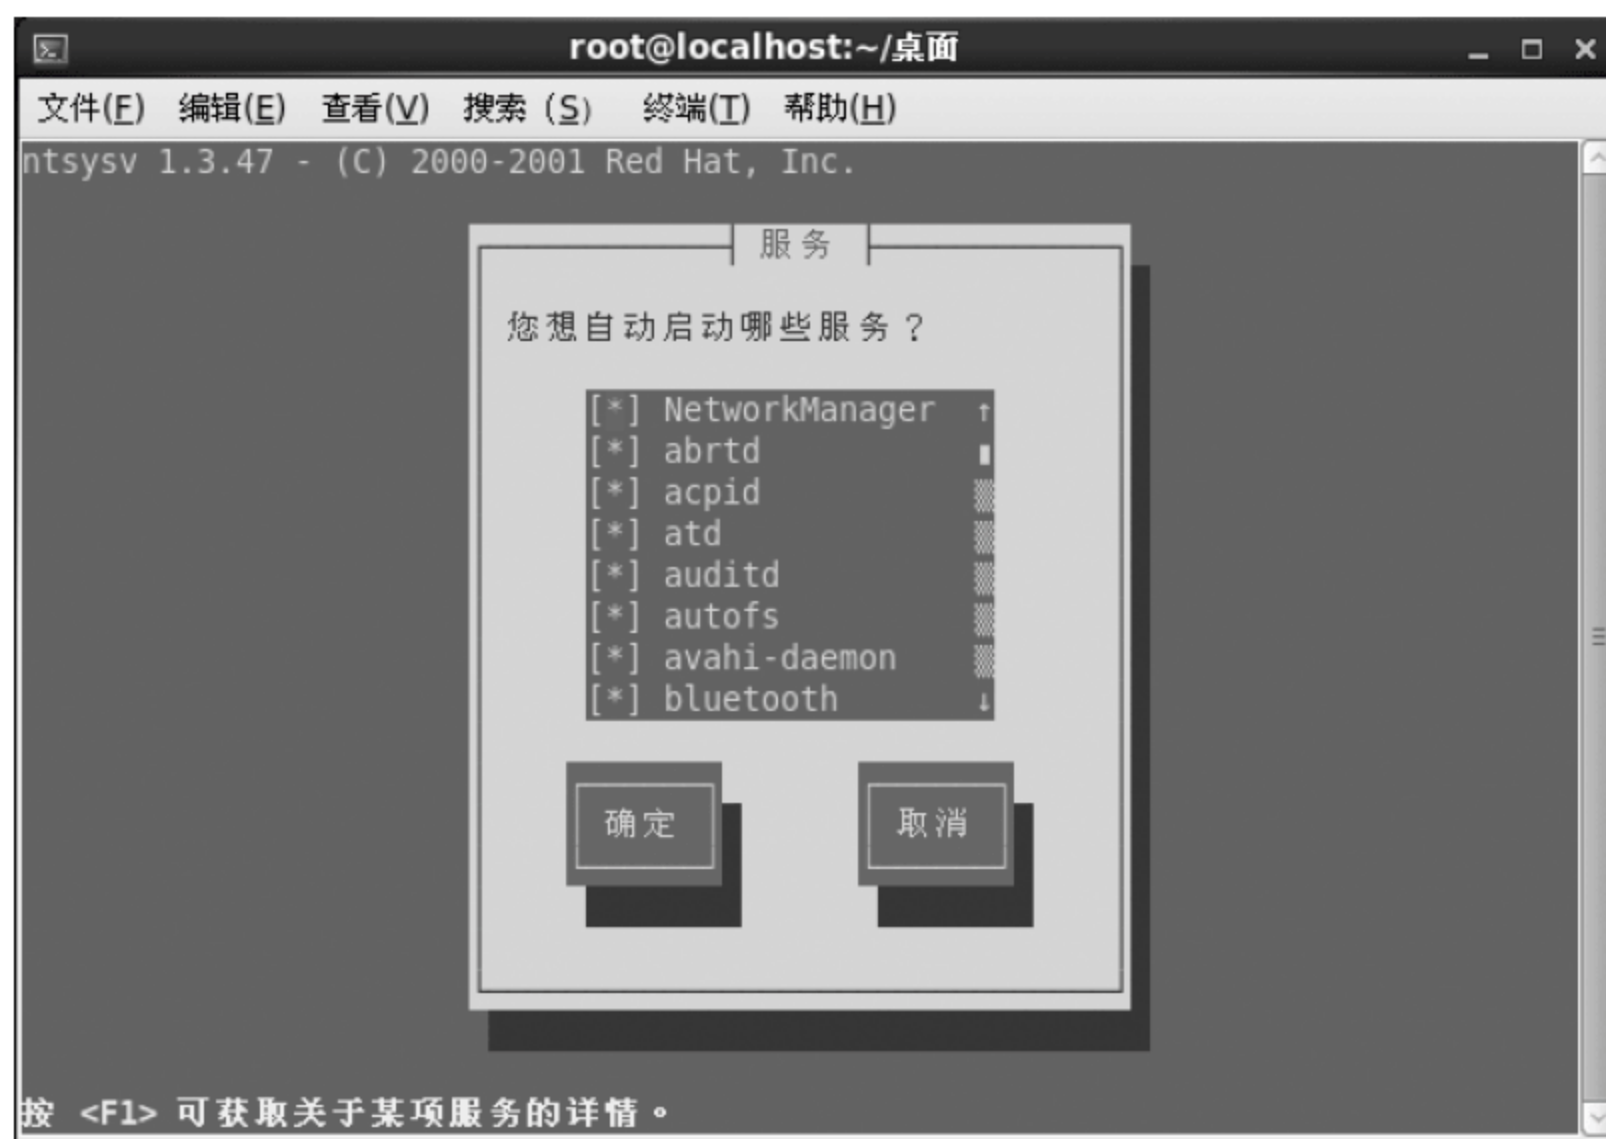 root@localhost:~/桌面
文件(F) 编辑(E) 查看(V) 搜索（S） 终端(T) 帮助(H)
ntsysv 1.3.47 - (C) 2000-2001 Red Hat, Inc.
服务
您想自动启动哪些服务？
[*] NetworkManager ↑
[*] abrtd
[*] acpid
[*] atd
[*] auditd
[*] autofs
[*] avahi-daemon
[*] bluetooth ↓
确定 取消
按 <F1> 可获取关于某项服务的详情。